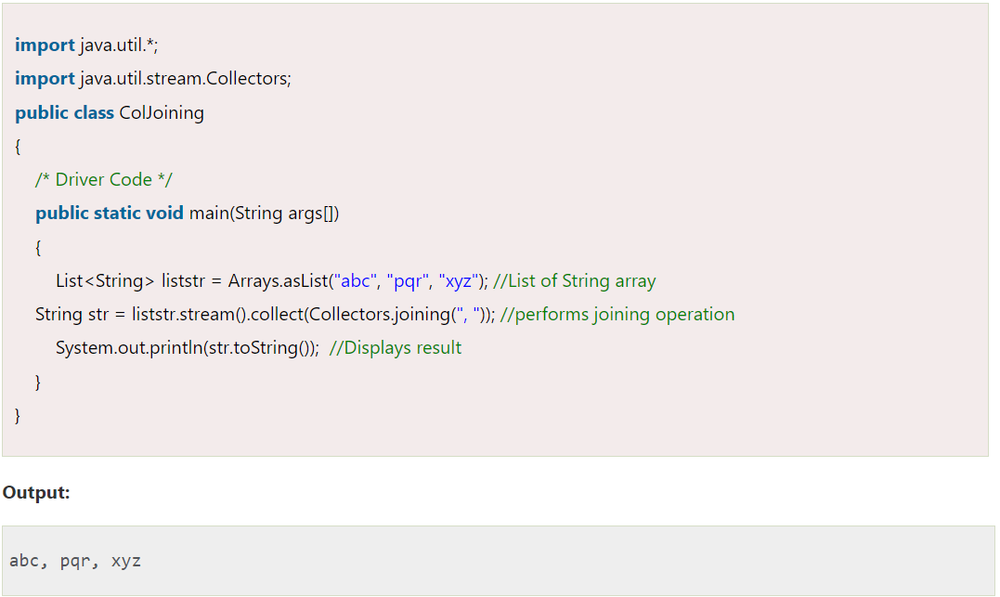 import java.util.*;
import java.util.stream.Collectors;
public class ColJoining
{
/* Driver Code */
public static void main(String args[])
{
List<String> liststr = Arrays.asList("abc", "pqr", "xyz"); //List of String array
String str = liststr.stream().collect(Collectors.joining(", ")); //performs joining operation
System.out.println(str.toString());  //Displays result
}
}
Output:
abc, pqr, xyz